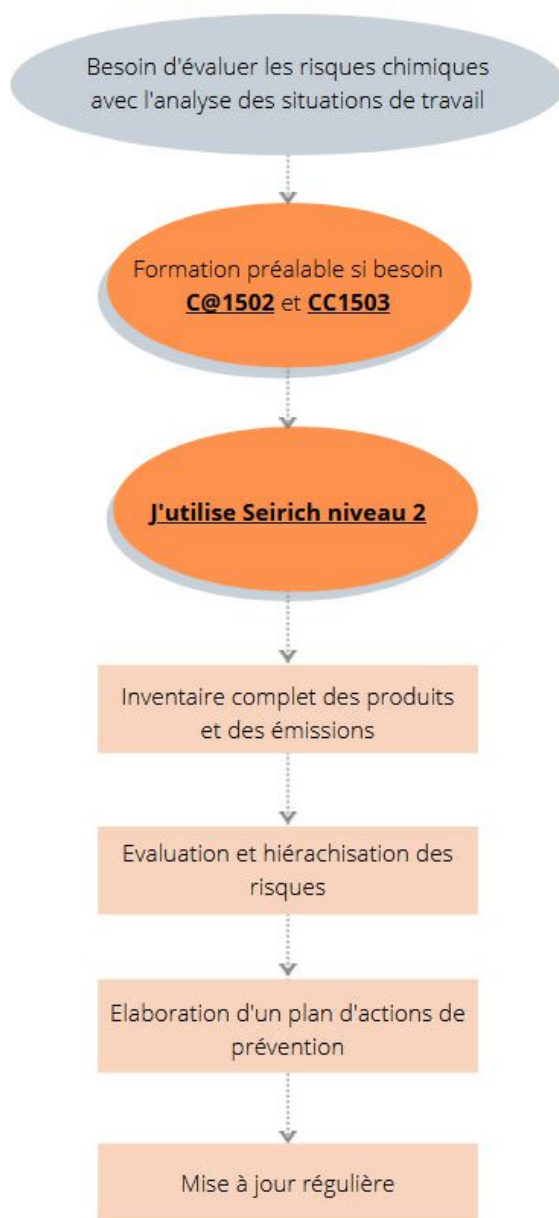 Besoin d'évaluer les risques chimiques
avec l'analyse des situations de travail
Formation préalable si besoin
C@1502 et CC1503
J'utilise Seirich niveau 2
Inventaire complet des produits
et des émissions
Evaluation et hiérachisation des
risques
Elaboration d'un plan d'actions de
prévention
Mise à jour régulière